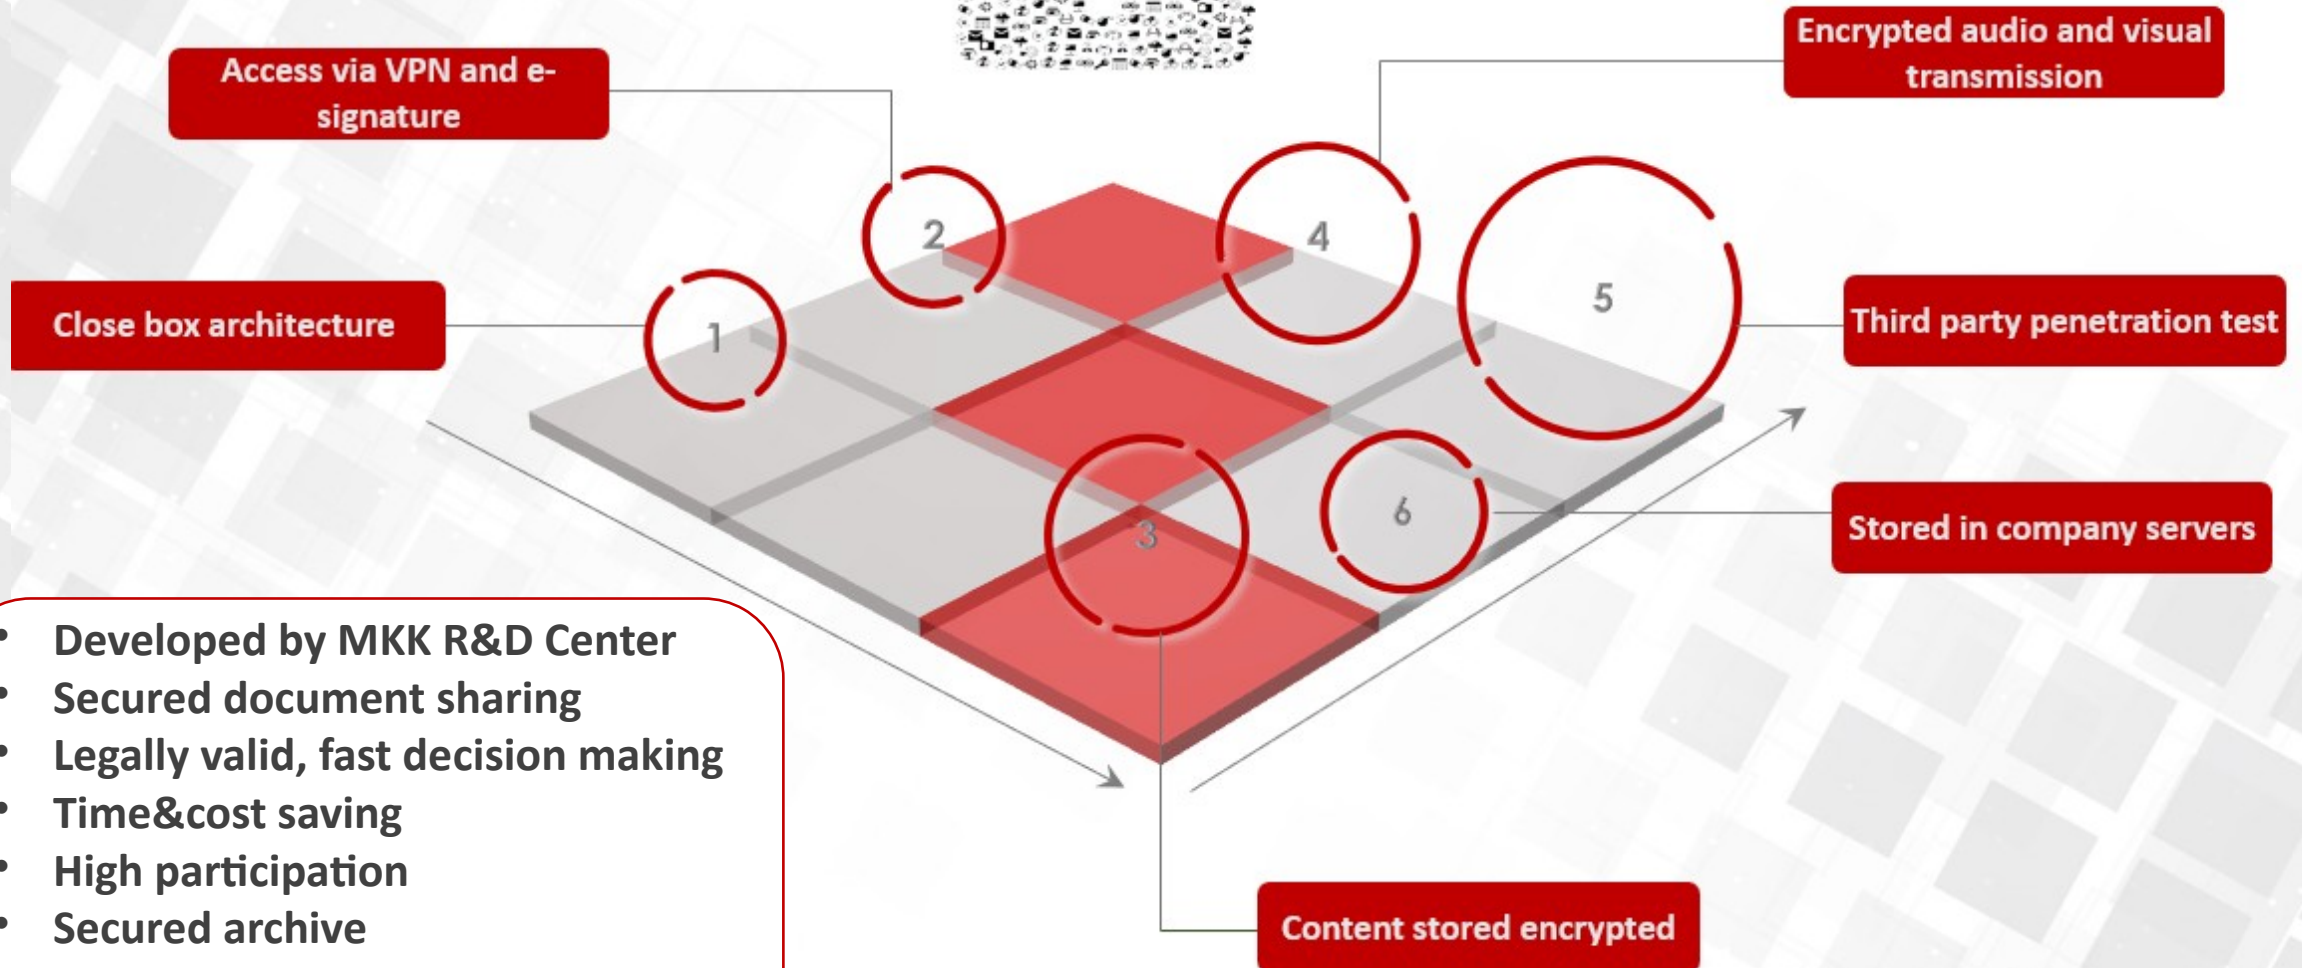 Access via VPN and e-
signature
Encrypted audio and visual
transmission
2
4
5
1
Close box architecture
Third party penetration test
3
6
Stored in company servers
• Developed by MKK R&D Center
• Secured document sharing
• Legally valid, fast decision making
• Time&cost saving
• High participation
• Secured archive
Content stored encrypted